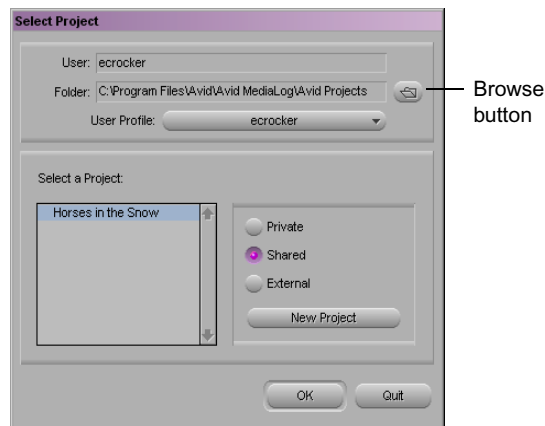 Select Project
User: ecrocker
Folder: C:\Program Files\Avid\Avid MediaLog\Avid Projects
Browse button
User Profile: ecrocker
Select a Project:
Horses in the Snow
Private
Shared
External
New Project
OK Quit